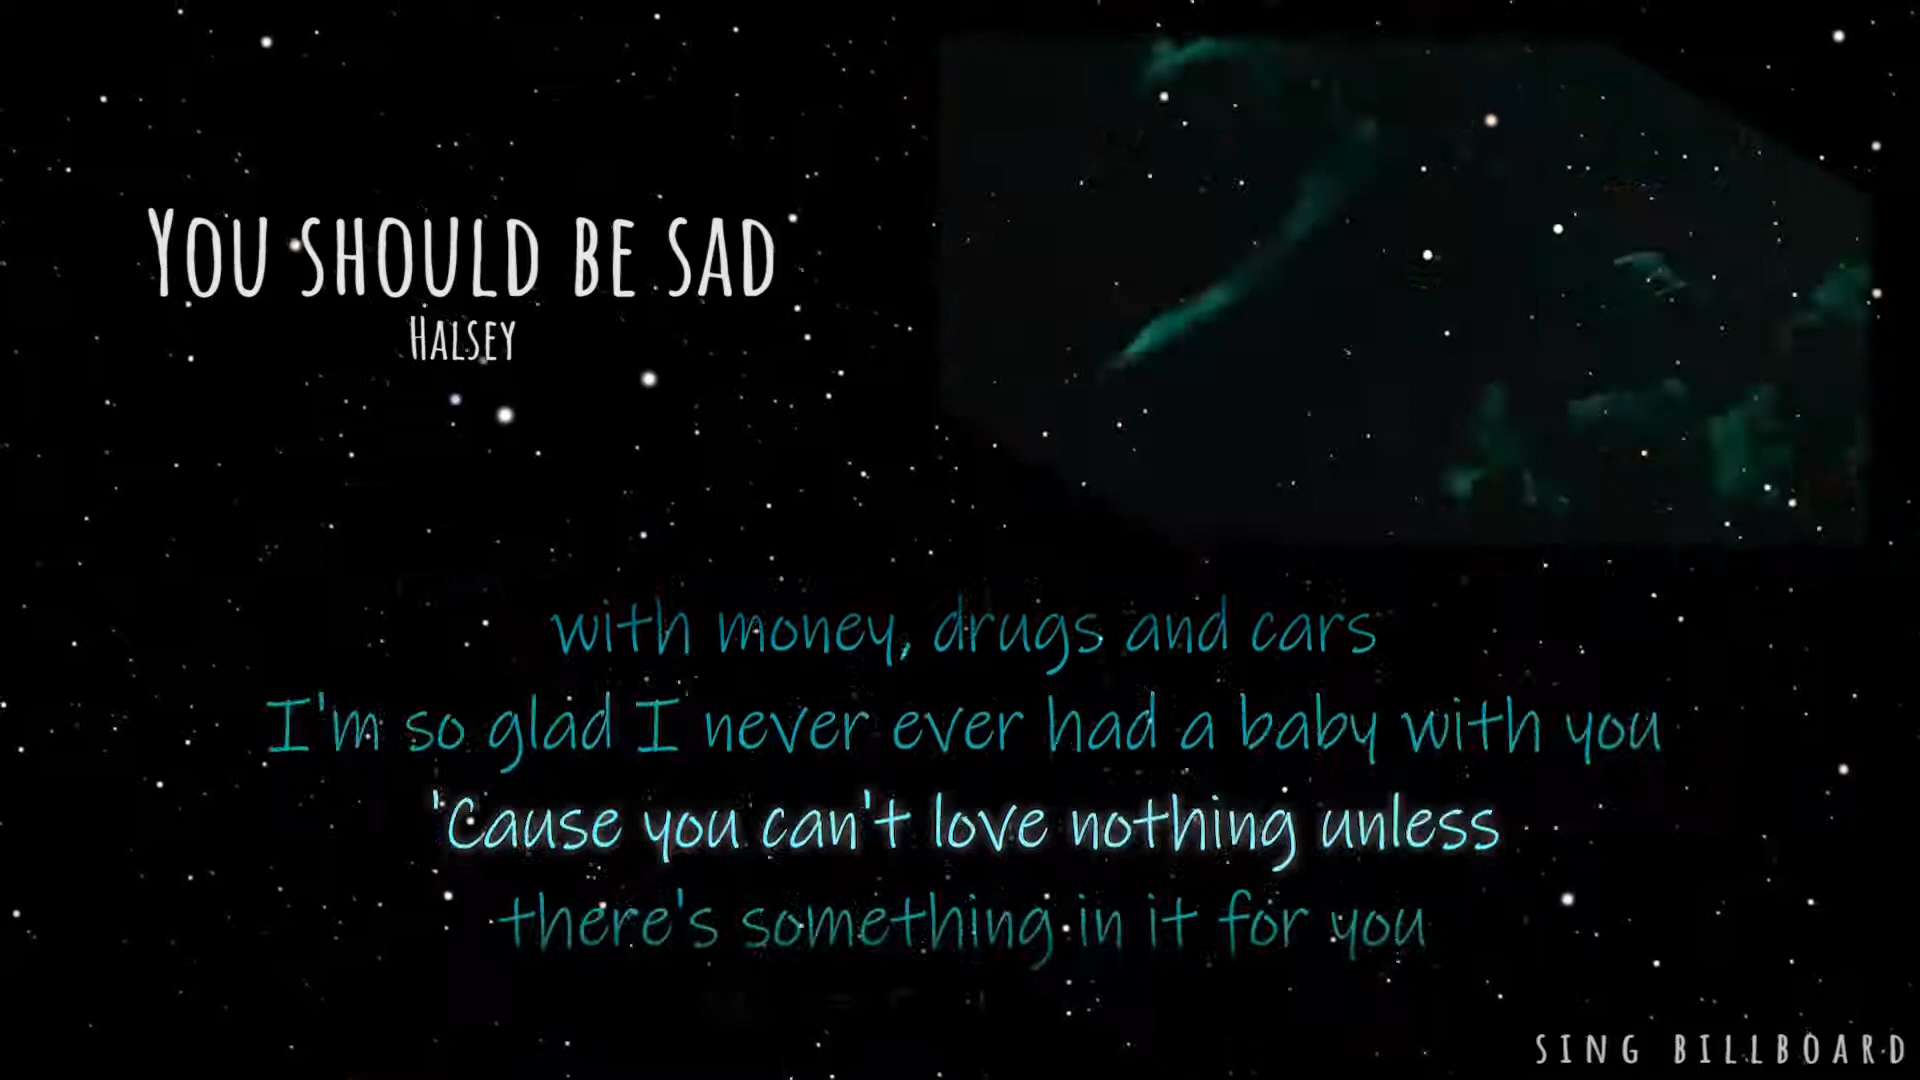 You should be sad
Halsey
with money, drugs and cars
I'm so glad I never ever had a baby with you
'Cause you can't love nothing unless
there's something in it for you
SING BILLBOARD